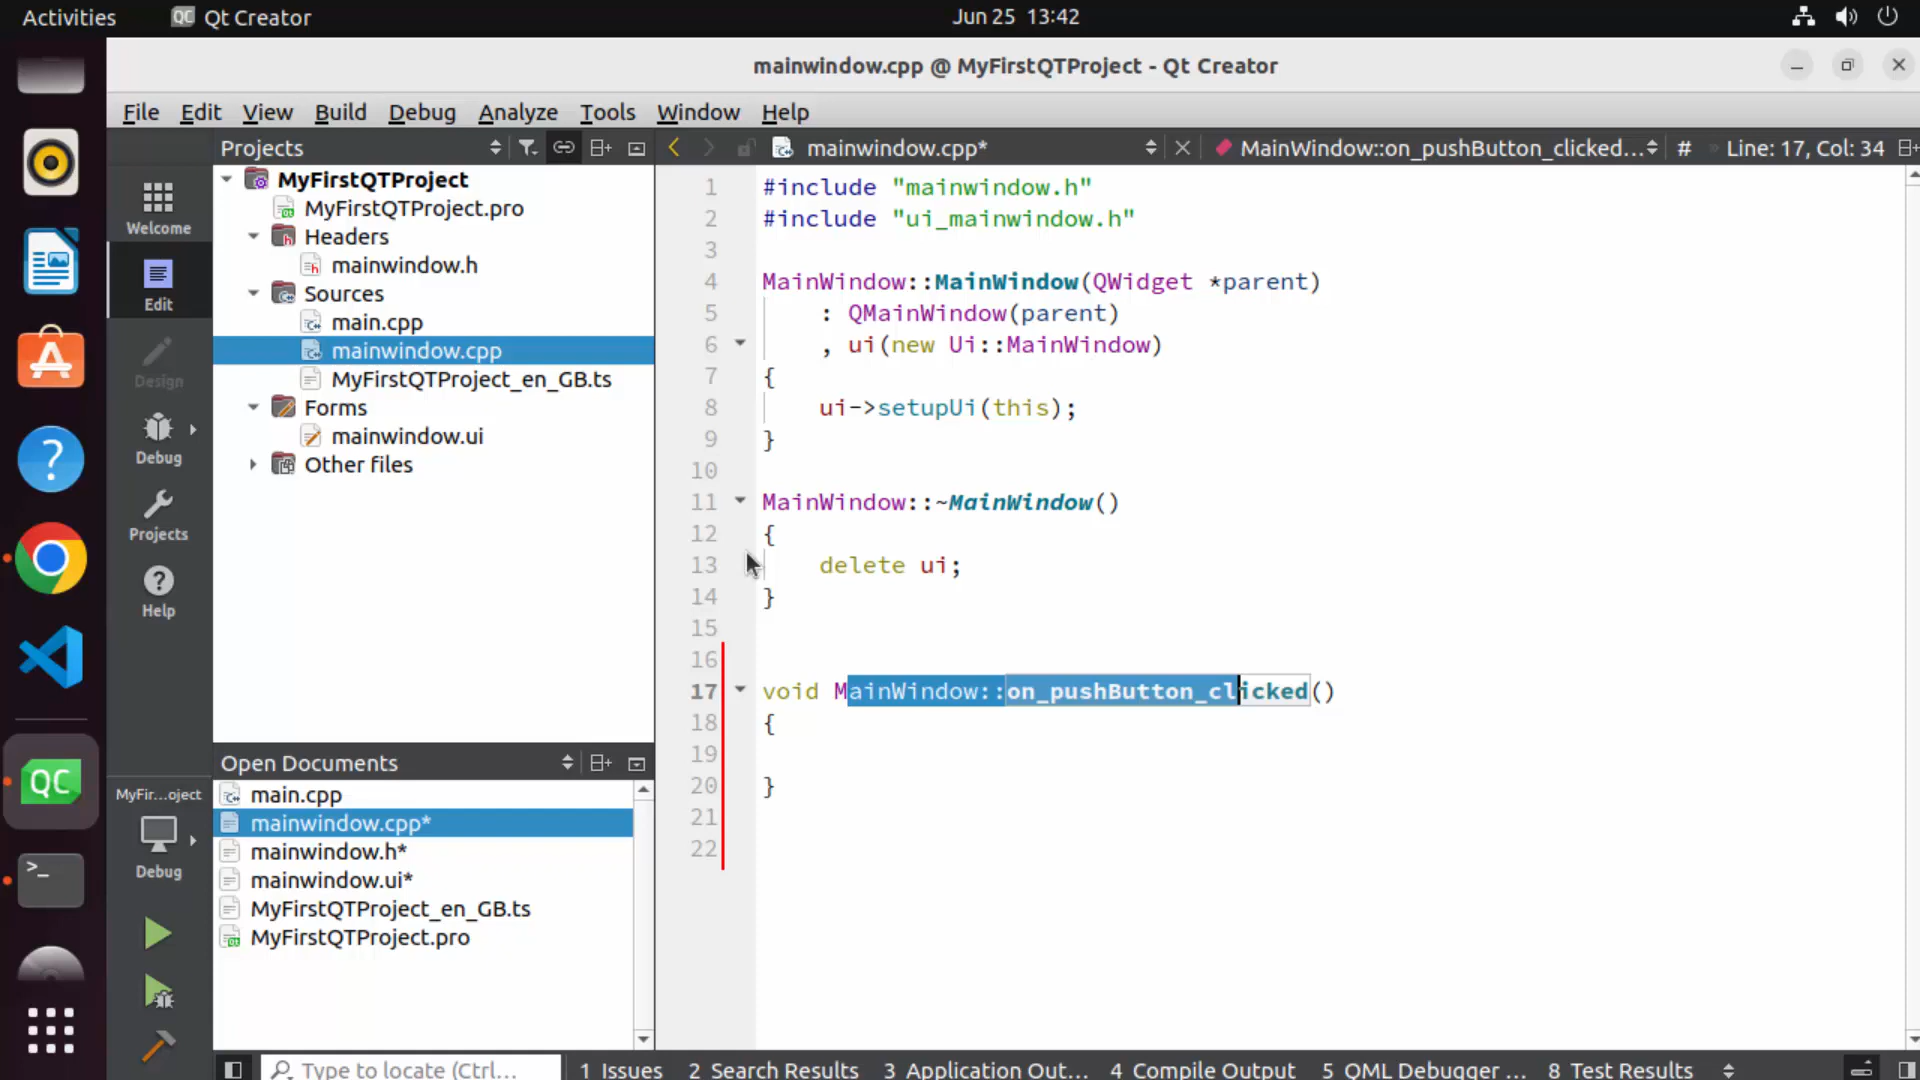 Activities
QC Qt Creator
Jun 25 13:42
mainwindow.cpp @ MyFirstQTProject - Qt Creator
File Edit View Build Debug Analyze Tools Window Help
Projects
mainwindow.cpp*
MainWindow::on_pushButton_clicked...
#
Line: 17, Col: 34
Welcome
Edit
Design
Debug
Projects
Help
MyFirstQTProject
MyFirstQTProject.pro
Headers
mainwindow.h
Sources
main.cpp
mainwindow.cpp
MyFirstQTProject_en_GB.ts
Forms
mainwindow.ui
Other files
1 #include "mainwindow.h"
2 #include "ui_mainwindow.h"
3
4 MainWindow::MainWindow(QWidget *parent)
5 : QMainWindow(parent)
6 , ui(new Ui::MainWindow)
7 {
8 ui->setupUi(this);
9 }
10
11 MainWindow::~MainWindow()
12 {
13 delete ui;
14 }
15
16
17 void MainWindow::on_pushButton_clicked()
18 {
19
20 }
21
22
Open Documents
main.cpp
mainwindow.cpp*
mainwindow.h*
mainwindow.ui*
MyFirstQTProject_en_GB.ts
MyFirstQTProject.pro
QC
MyFir...oject
Debug
Type to locate (Ctrl...
1 Issues
2 Search Results
3 Application Out...
4 Compile Output
5 QML Debugger ...
8 Test Results